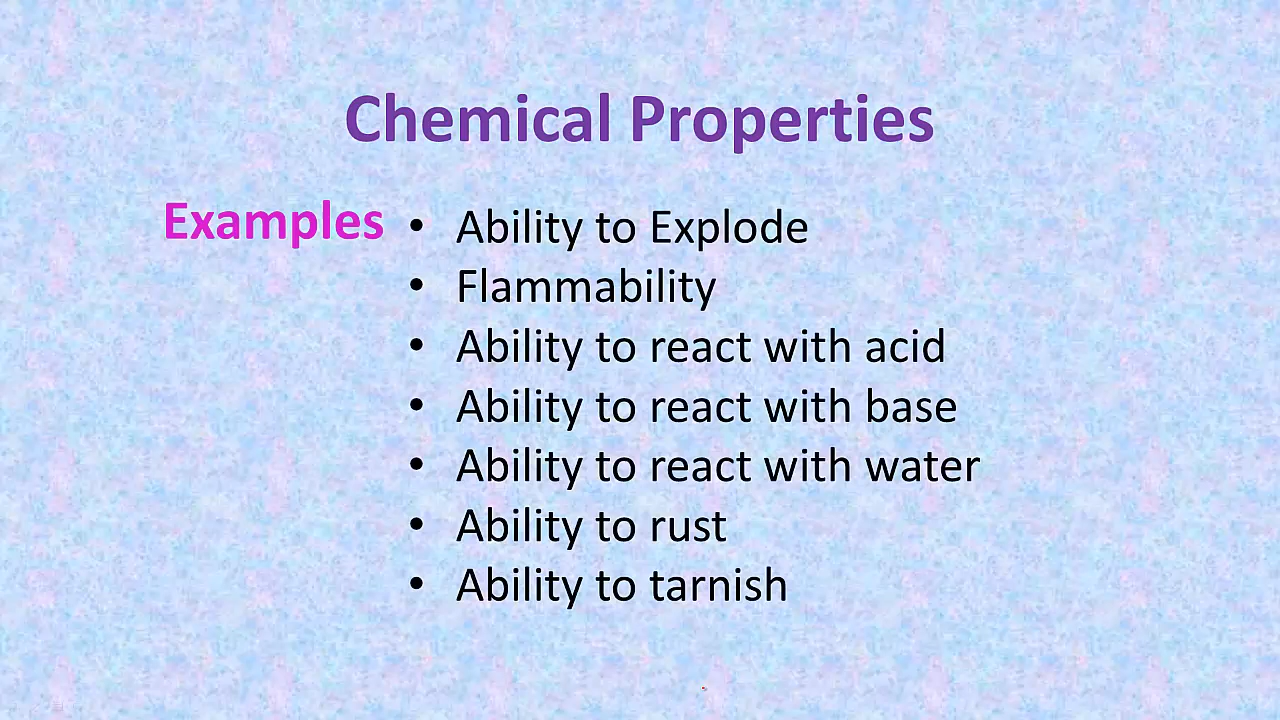 Chemical Properties
Examples • Ability to Explode
• Flammability
• Ability to react with acid
• Ability to react with base
• Ability to react with water
• Ability to rust
• Ability to tarnish